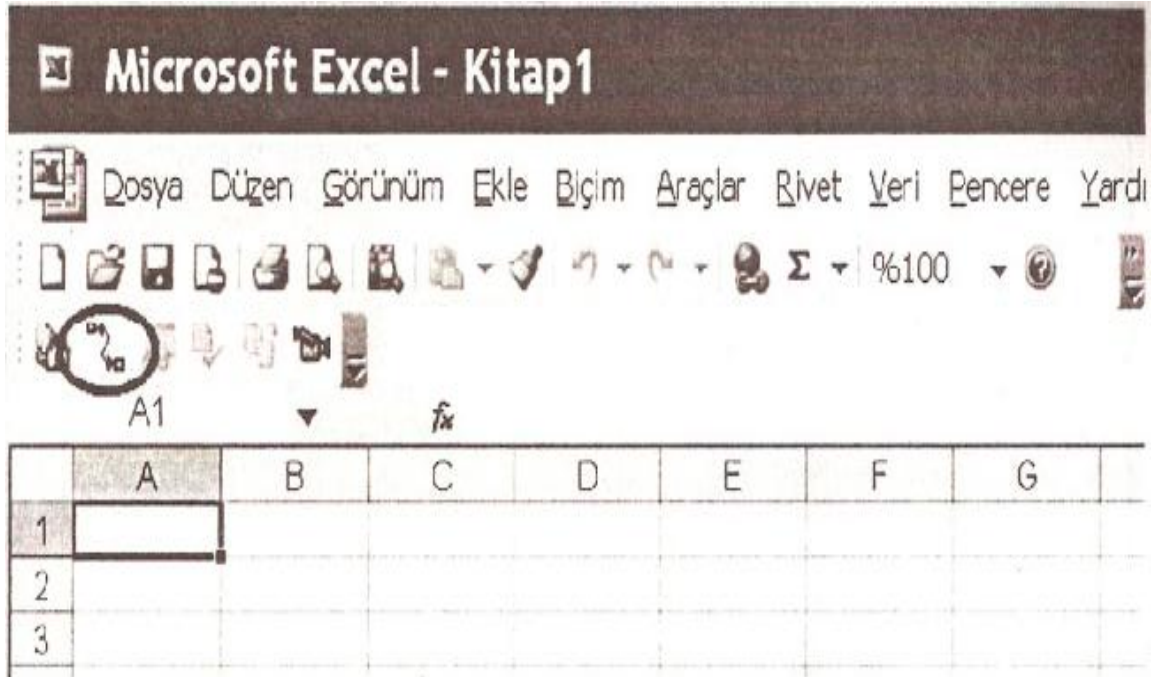 Microsoft Excel - Kitap1
Dosya Düzen Görünüm Ekle Biçim Araçlar Rivet Veri Pencere Yardı
Σ %100 ?
A1 fx
A B C D E F G
1
2
3